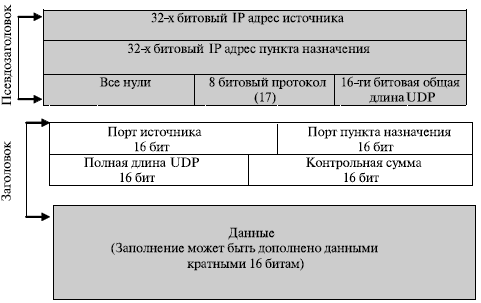 Псевдозаголовок
32-х битовый IP адрес источника
32-х битовый IP адрес пункта назначения
Все нули
8 битовый протокол
(17)
16-ти битовая общая
длина UDP
Заголовок
Порт источника
16 бит
Порт пункта назначения
16 бит
Полная длина UDP
16 бит
Контрольная сумма
16 бит
Данные
(Заполнение может быть дополнено данными
кратными 16 битам)